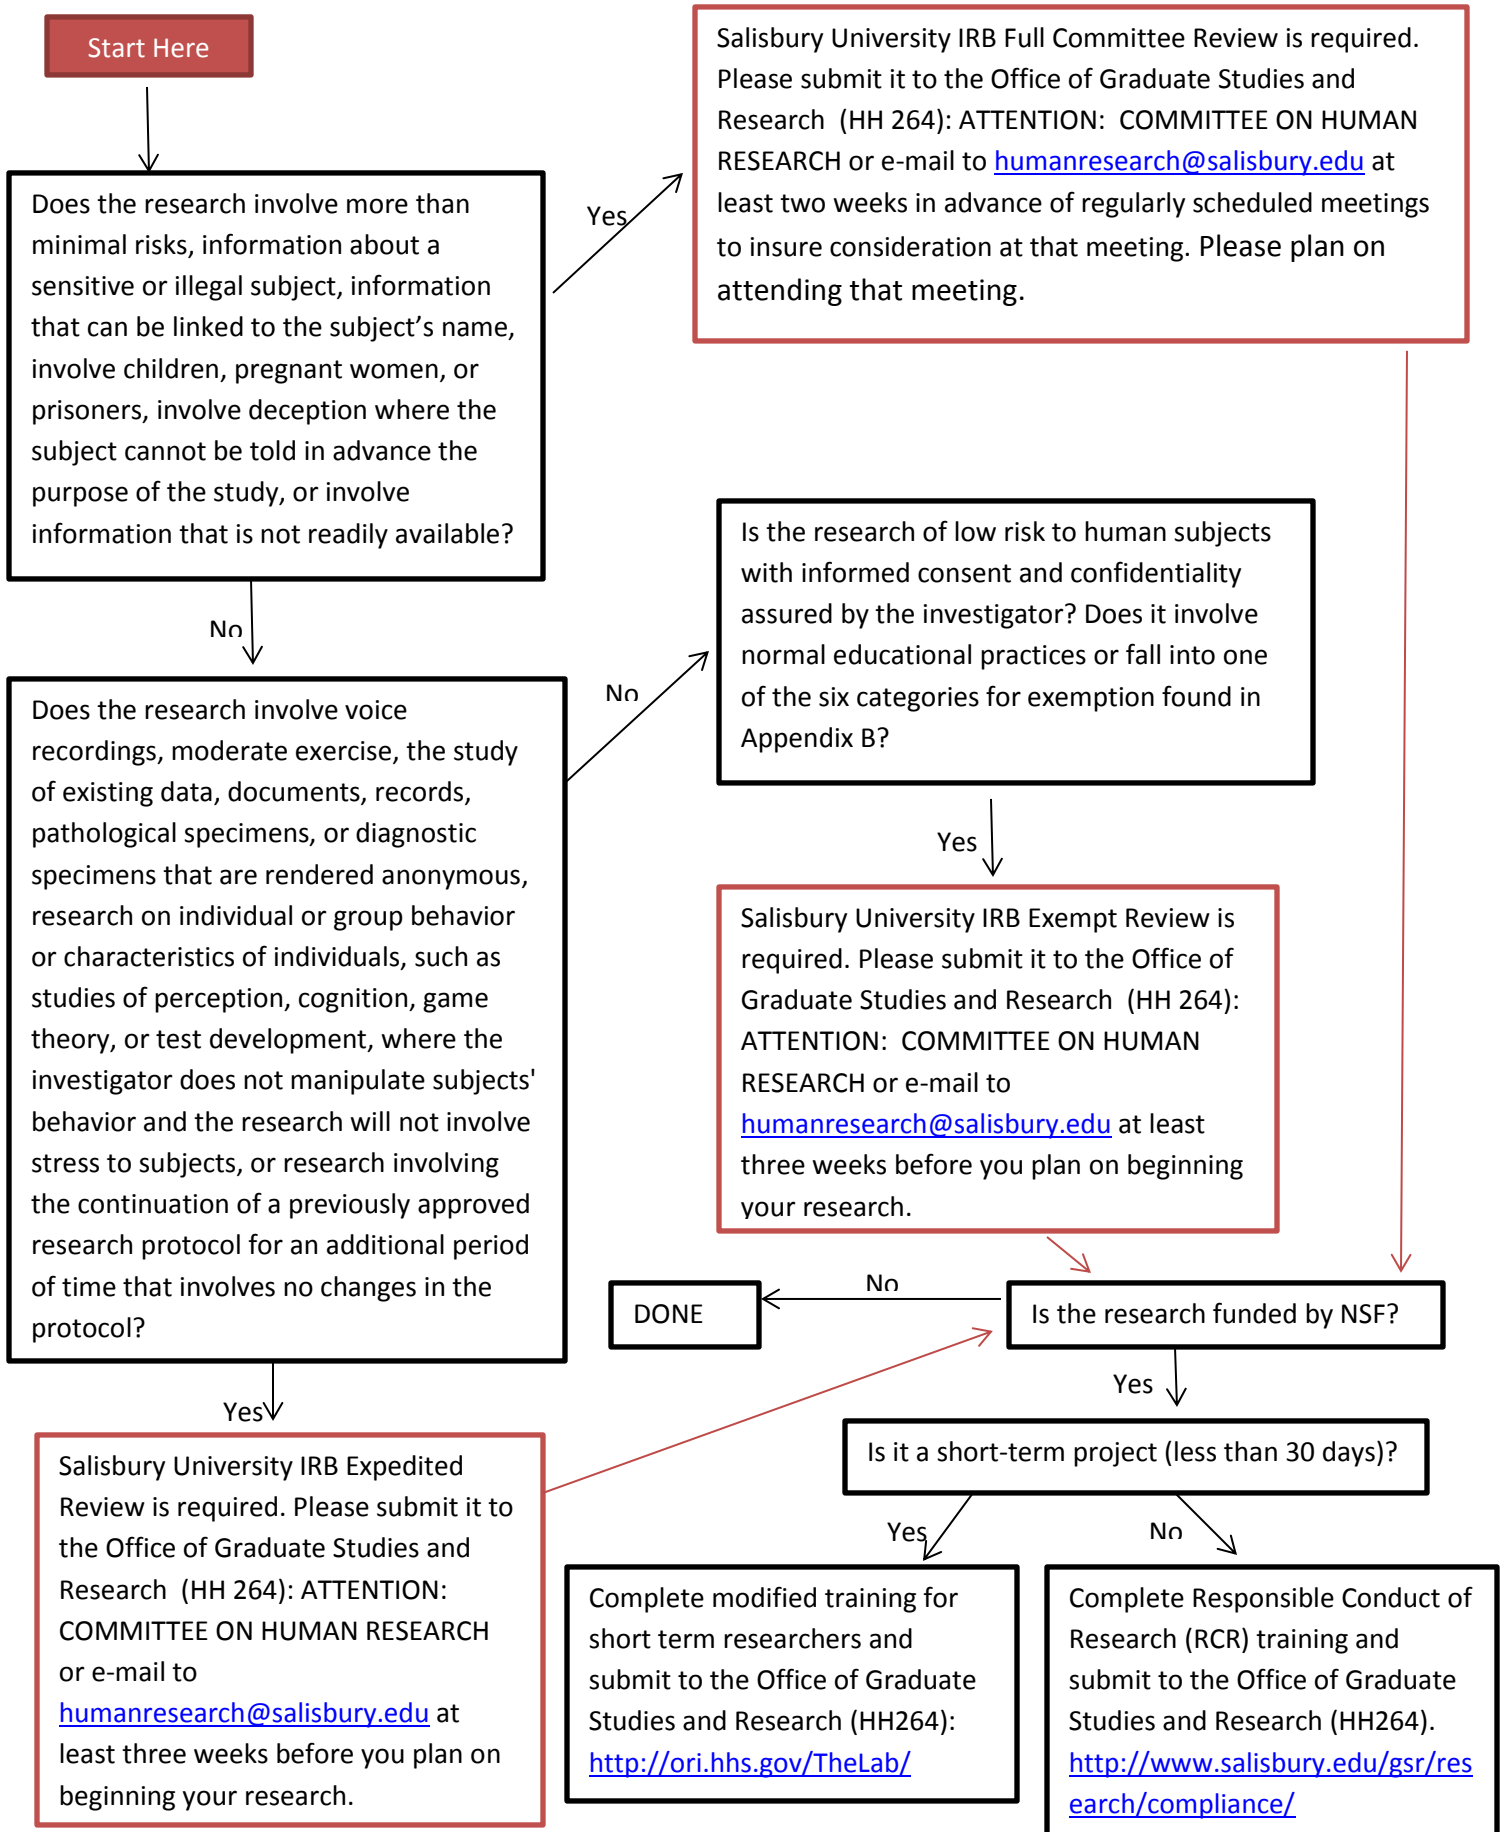 Start Here
Salisbury University IRB Full Committee Review is required.
Please submit it to the Office of Graduate Studies and
Research  (HH 264): ATTENTION:  COMMITTEE ON HUMAN
RESEARCH or e-mail to humanresearch@salisbury.edu at
least two weeks in advance of regularly scheduled meetings
to insure consideration at that meeting. Please plan on
attending that meeting.
Yes
Does the research involve more than
minimal risks, information about a
sensitive or illegal subject, information
that can be linked to the subject’s name,
involve children, pregnant women, or
prisoners, involve deception where the
subject cannot be told in advance the
purpose of the study, or involve
information that is not readily available?
No
Is the research of low risk to human subjects
with informed consent and confidentiality
assured by the investigator? Does it involve
normal educational practices or fall into one
of the six categories for exemption found in
Appendix B?
No
Does the research involve voice
recordings, moderate exercise, the study
of existing data, documents, records,
pathological specimens, or diagnostic
specimens that are rendered anonymous,
research on individual or group behavior
or characteristics of individuals, such as
studies of perception, cognition, game
theory, or test development, where the
investigator does not manipulate subjects'
behavior and the research will not involve
stress to subjects, or research involving
the continuation of a previously approved
research protocol for an additional period
of time that involves no changes in the
protocol?
Yes
Salisbury University IRB Exempt Review is
required. Please submit it to the Office of
Graduate Studies and Research  (HH 264):
ATTENTION:  COMMITTEE ON HUMAN
RESEARCH or e-mail to
humanresearch@salisbury.edu at least
three weeks before you plan on beginning
your research.
No
DONE
Is the research funded by NSF?
Yes
Yes
Is it a short-term project (less than 30 days)?
Salisbury University IRB Expedited
Review is required. Please submit it to
the Office of Graduate Studies and
Research  (HH 264): ATTENTION:
COMMITTEE ON HUMAN RESEARCH
or e-mail to
humanresearch@salisbury.edu at
least three weeks before you plan on
beginning your research.
Yes
No
Complete modified training for
short term researchers and
submit to the Office of Graduate
Studies and Research (HH264):
http://ori.hhs.gov/TheLab/
Complete Responsible Conduct of
Research (RCR) training and
submit to the Office of Graduate
Studies and Research (HH264).
http://www.salisbury.edu/gsr/res
earch/compliance/